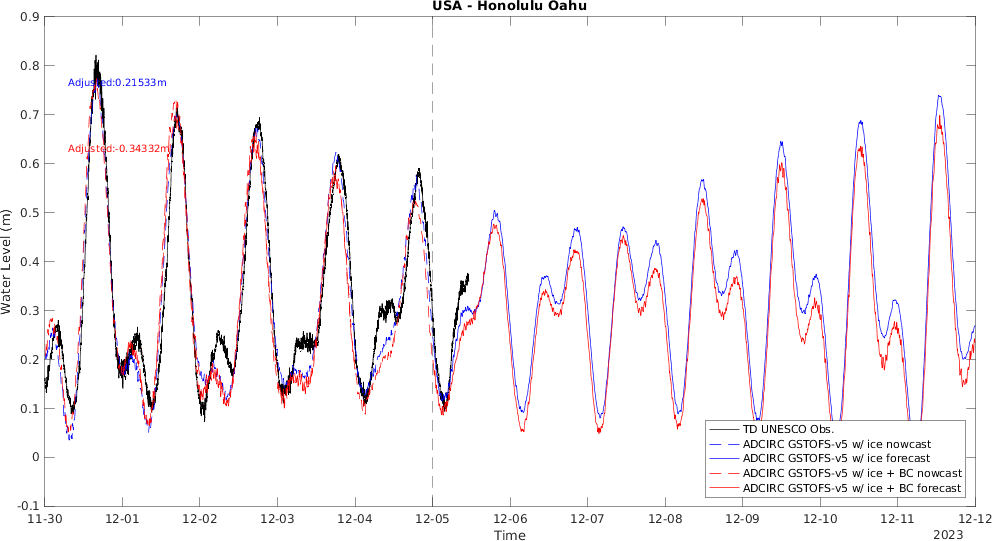 USA - Honolulu Oahu
0.9
0.8
Adjusted:0.21533m
0.7
Adjusted:-0.34332m
0.6
0.5
0.4
0.3
0.2
0.1
0
-0.1
Water Level (m)
TD UNESCO Obs.
ADCIRC GSTOFS-v5 w/ ice nowcast
ADCIRC GSTOFS-v5 w/ ice forecast
ADCIRC GSTOFS-v5 w/ ice + BC nowcast
ADCIRC GSTOFS-v5 w/ ice + BC forecast
11-30 12-01 12-02 12-03 12-04 12-05 12-06 12-07 12-08 12-09 12-10 12-11 12-12
Time
2023